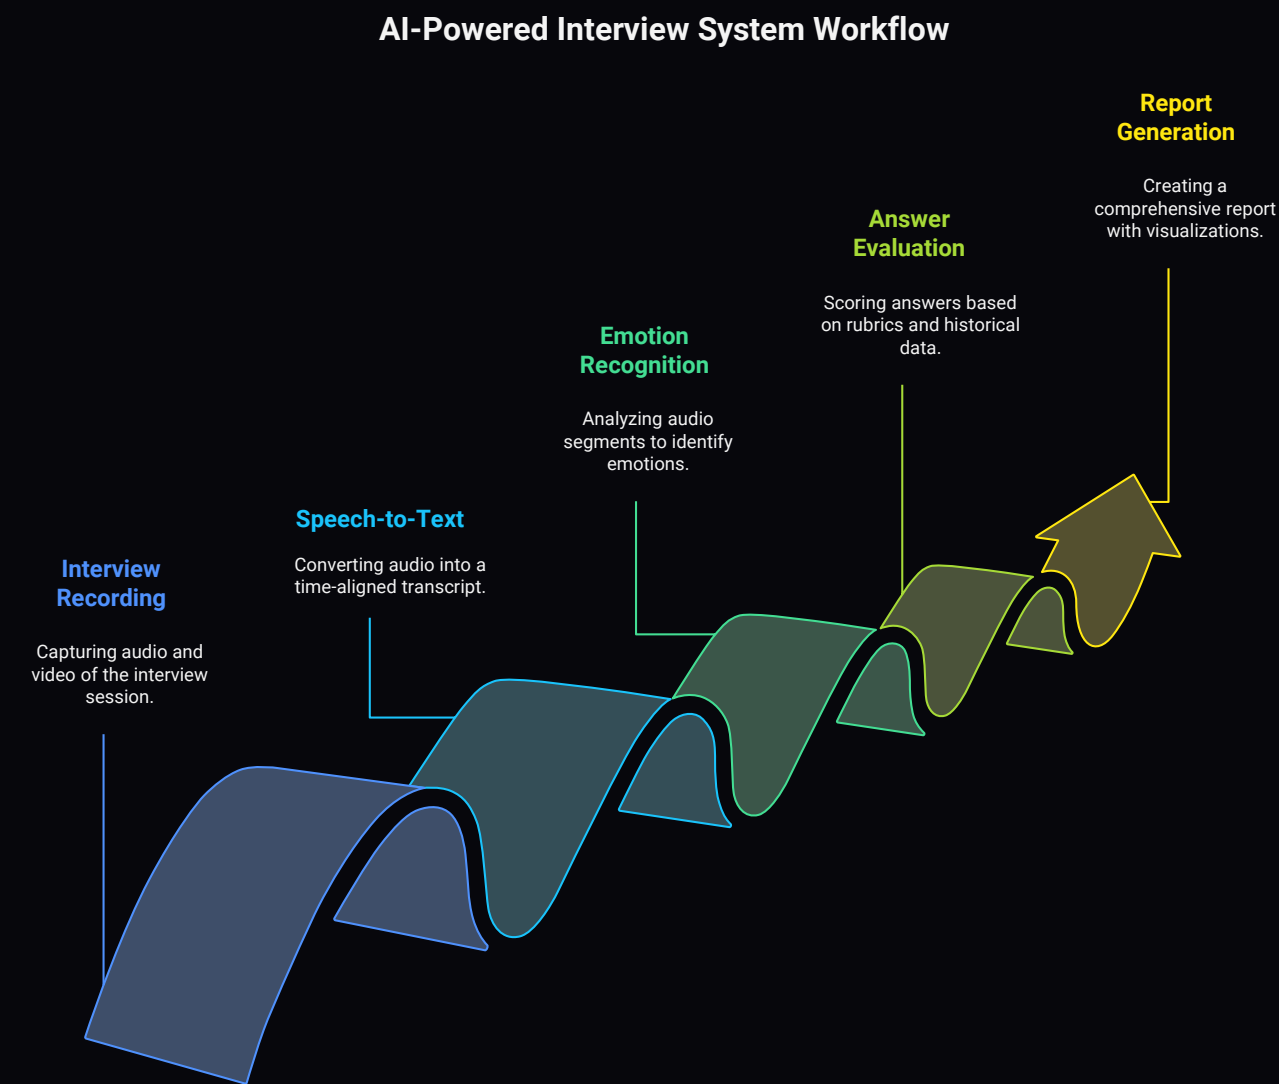 AI-Powered Interview System Workflow
Interview
Recording
Capturing audio and
video of the interview
session.
Speech-to-Text
Converting audio into a
time-aligned transcript.
Emotion
Recognition
Analyzing audio
segments to identify
emotions.
Answer
Evaluation
Scoring answers based
on rubrics and historical
data.
Report
Generation
Creating a
comprehensive report
with visualizations.